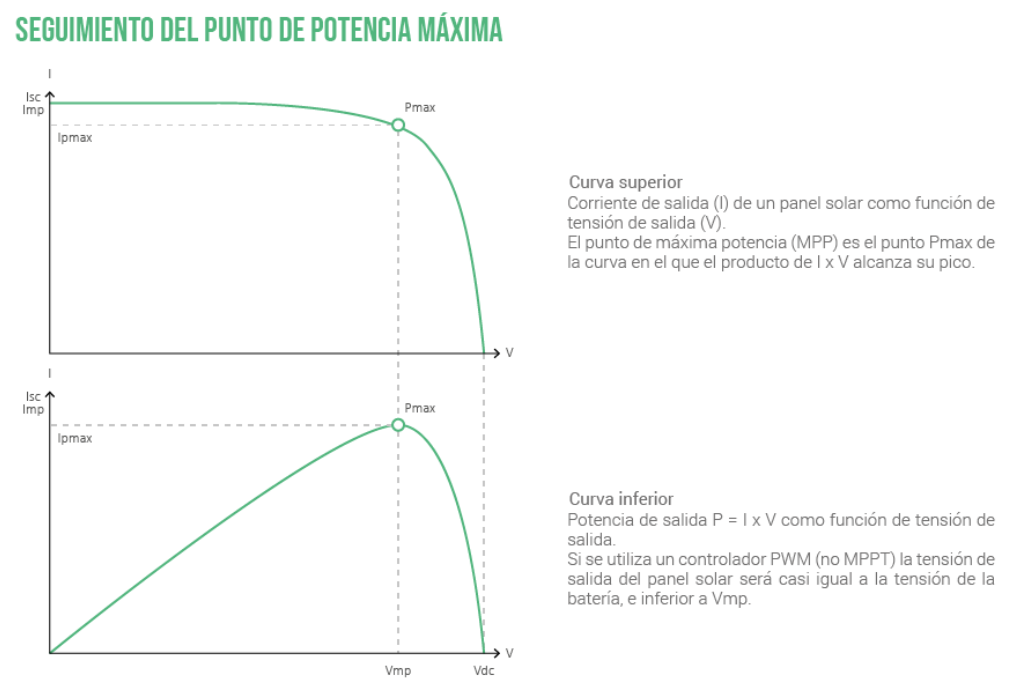 SEGUIMIENTO DEL PUNTO DE POTENCIA MÁXIMA
I
Isc
Imp
Ipmax
Pmax
V
Curva superior
Corriente de salida (I) de un panel solar como función de
tensión de salida (V).
El punto de máxima potencia (MPP) es el punto Pmax de
la curva en el que el producto de I x V alcanza su pico.
I
Isc
Imp
Ipmax
Pmax
V
Vmp
Vdc
Curva inferior
Potencia de salida P = I x V como función de tensión de
salida.
Si se utiliza un controlador PWM (no MPPT) la tensión de
salida del panel solar será casi igual a la tensión de la
batería, e inferior a Vmp.